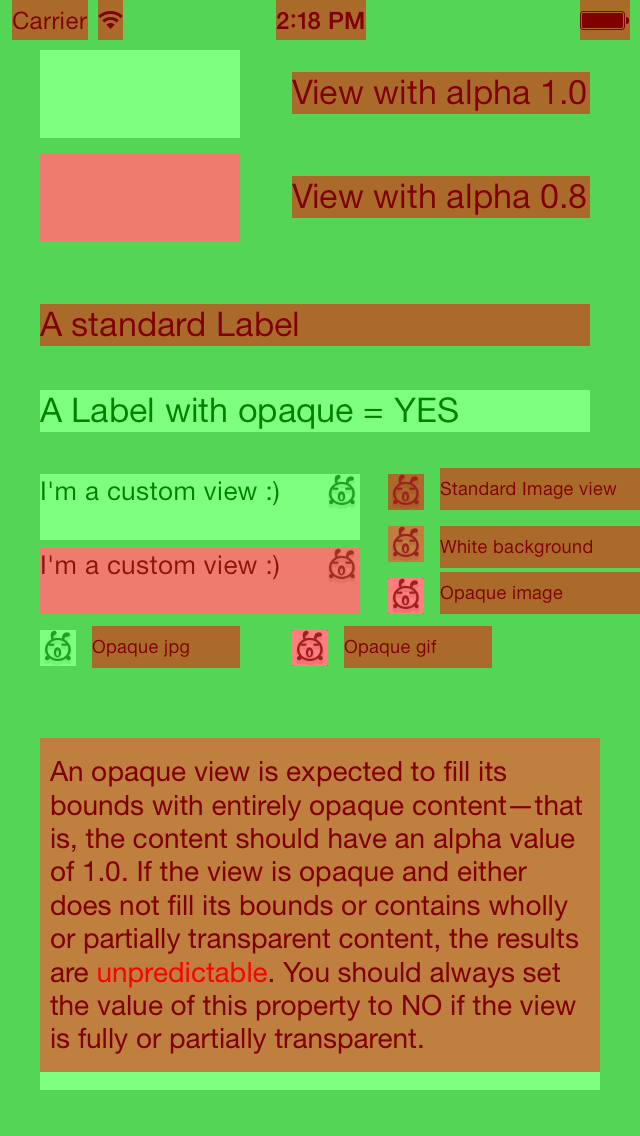 Carrier 2:18 PM
View with alpha 1.0
View with alpha 0.8
A standard Label
A Label with opaque = YES
I'm a custom view :)
Standard Image view
White background
I'm a custom view :)
Opaque image
Opaque jpg
Opaque gif
An opaque view is expected to fill its
bounds with entirely opaque content—that
is, the content should have an alpha value
of 1.0. If the view is opaque and either
does not fill its bounds or contains wholly
or partially transparent content, the results
are unpredictable. You should always set
the value of this property to NO if the view
is fully or partially transparent.